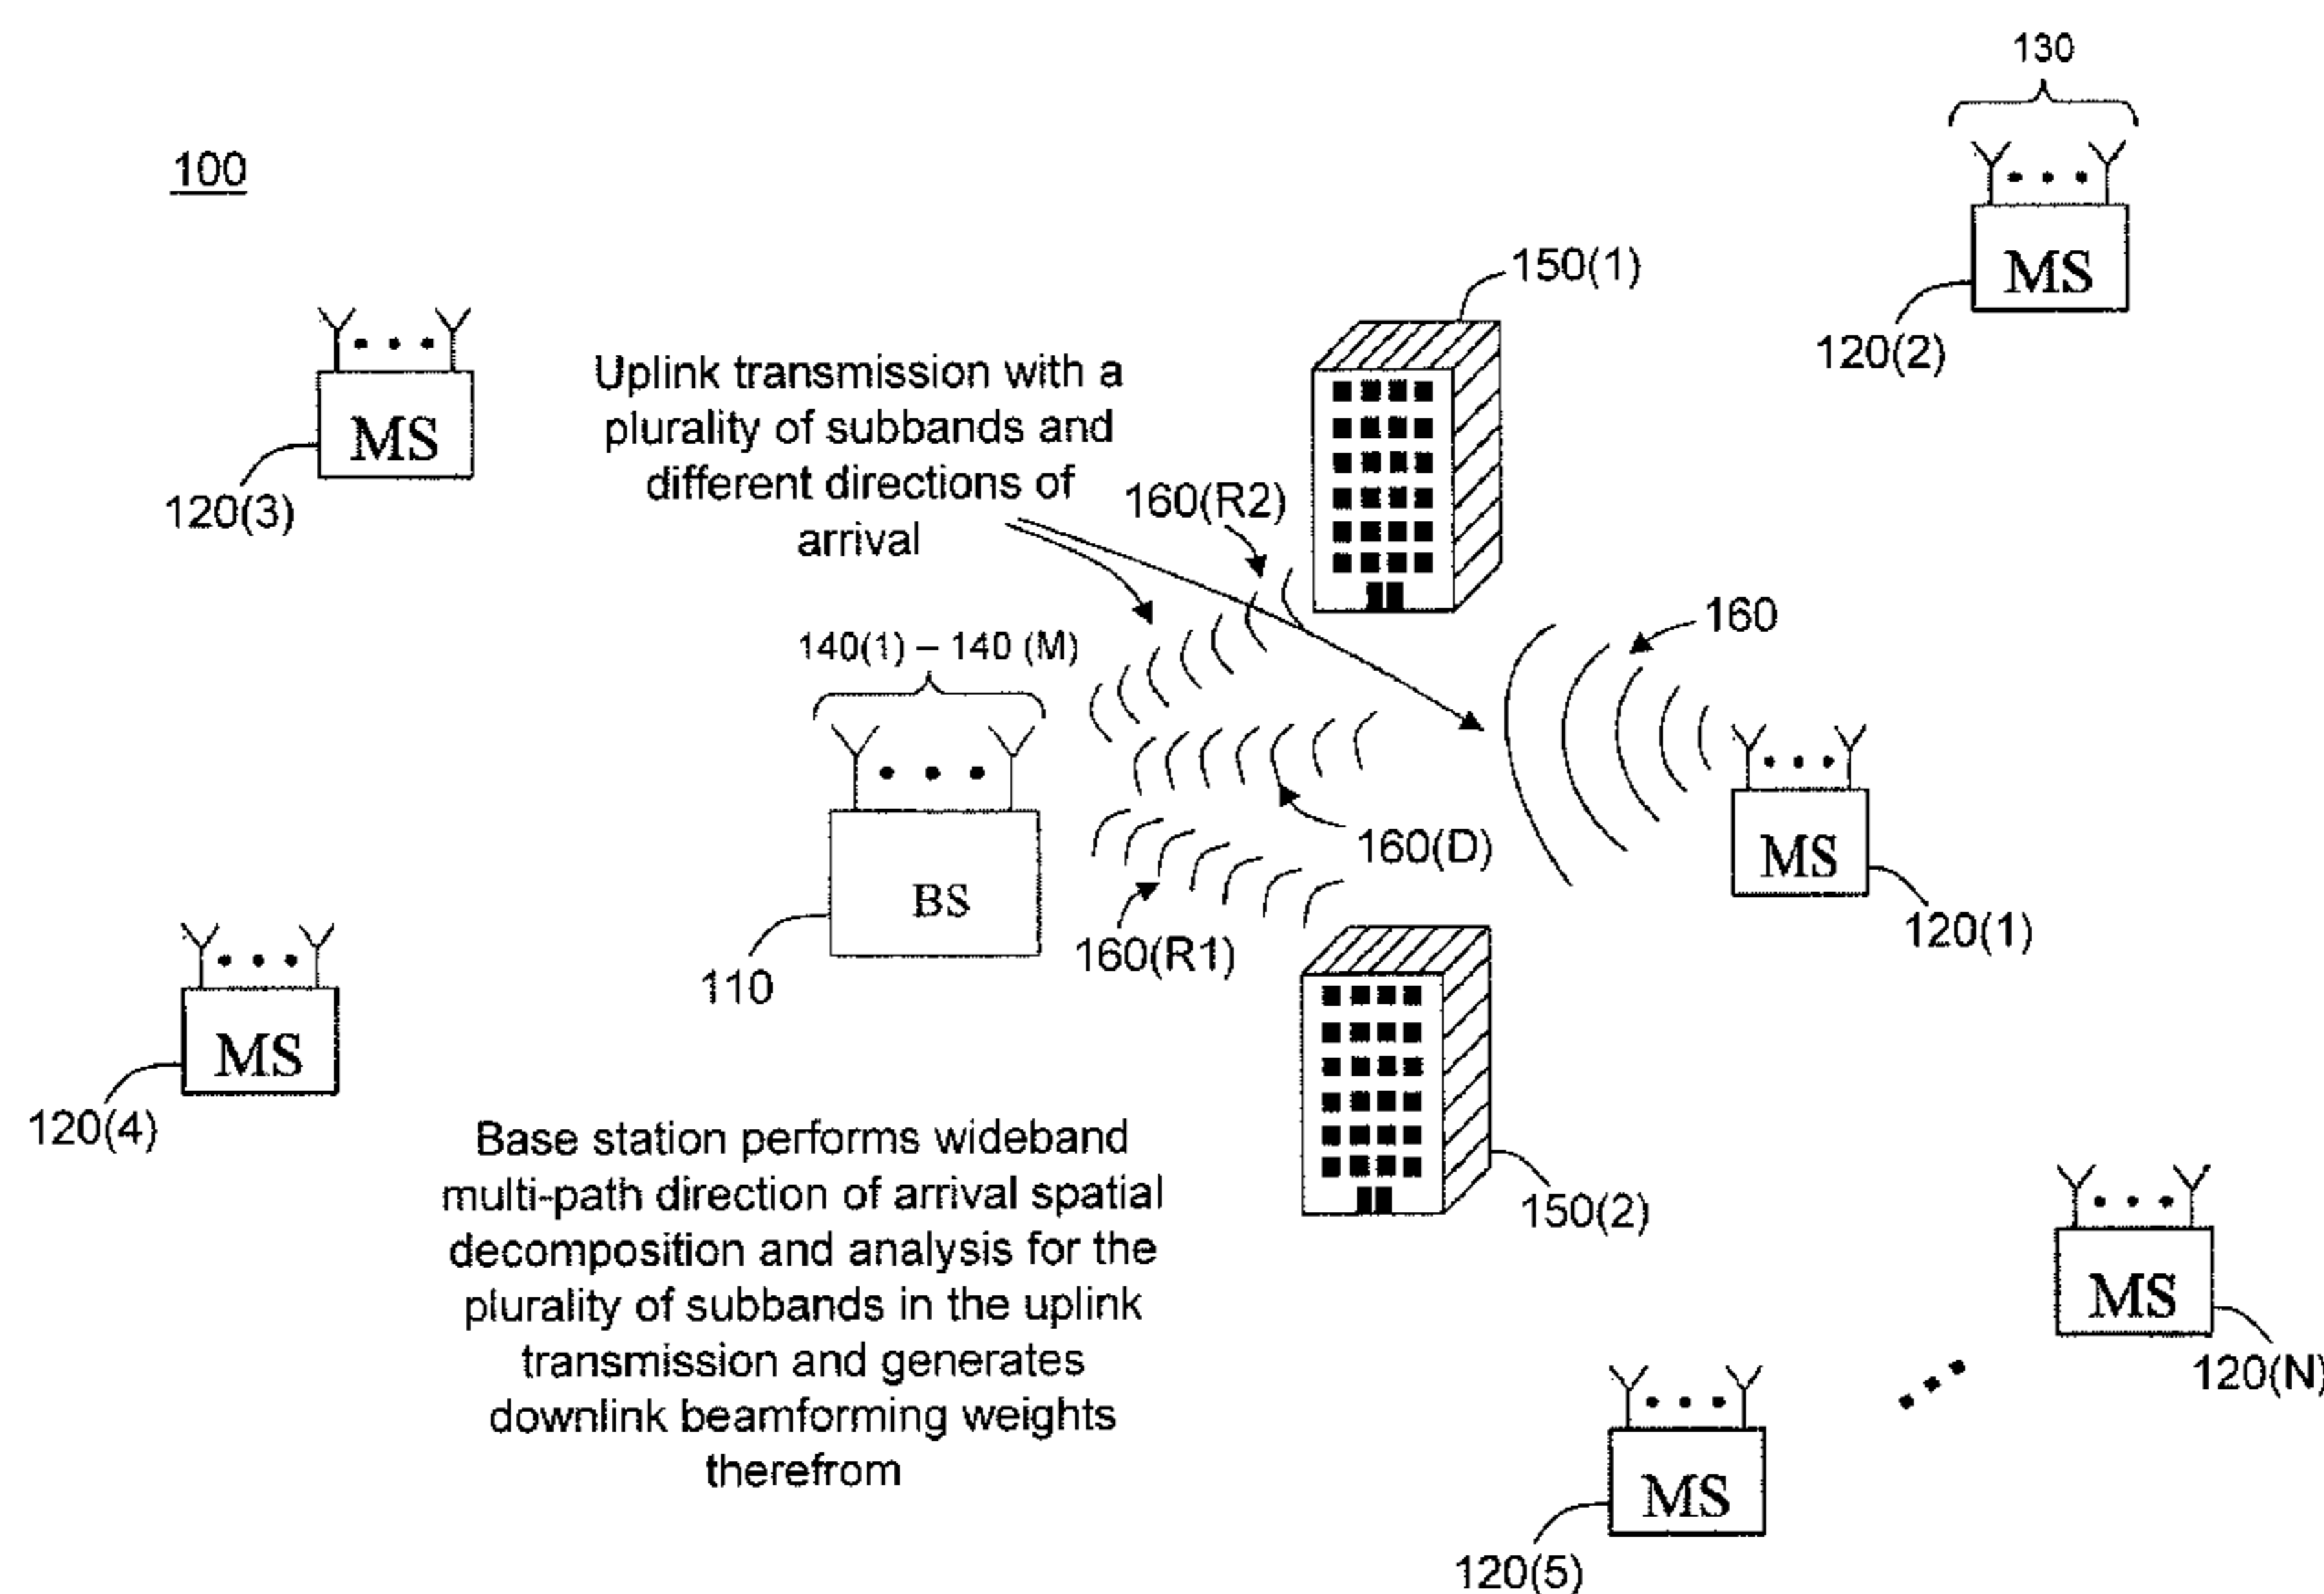 130
100
MS
120(2)
150(1)
MS
120(3)
Uplink transmission with a
plurality of subbands and
different directions of
arrival
160(R2)
160
140(1) – 140 (M)
BS
110
160(D)
160(R1)
MS
120(1)
MS
120(4)
150(2)
Base station performs wideband
multi-path direction of arrival spatial
decomposition and analysis for the
plurality of subbands in the uplink
transmission and generates
downlink beamforming weights
therefrom
MS
120(N)
MS
120(5)